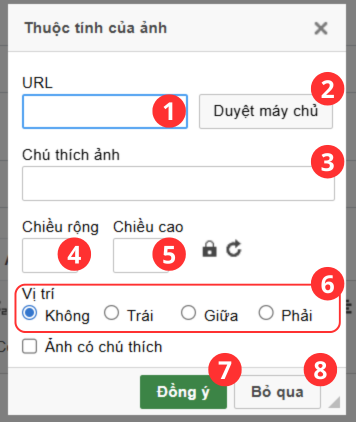 Thuộc tính của ảnh
URL
1
Duyệt máy chủ
2
Chú thích ảnh
3
Chiều rộng Chiều cao
4 5
6
Vị trí
Không Trái Giữa Phải
Ảnh có chú thích
7 8
Đồng ý Bỏ qua